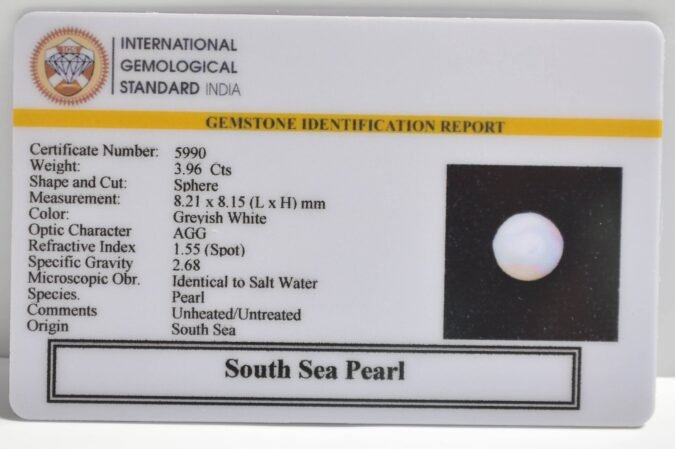 IGS
INTERNATIONAL
GEMOLOGICAL
STANDARD INDIA
GEMSTONE IDENTIFICATION REPORT
Certificate Number: 5990
Weight: 3.96 Cts
Shape and Cut: Sphere
Measurement: 8.21 x 8.15 (L x H) mm
Color: Greyish White
Optic Character AGG
Refractive Index 1.55 (Spot)
Specific Gravity 2.68
Microscopic Obr. Identical to Salt Water
Species. Pearl
Comments Unheated/Untreated
Origin South Sea
South Sea Pearl